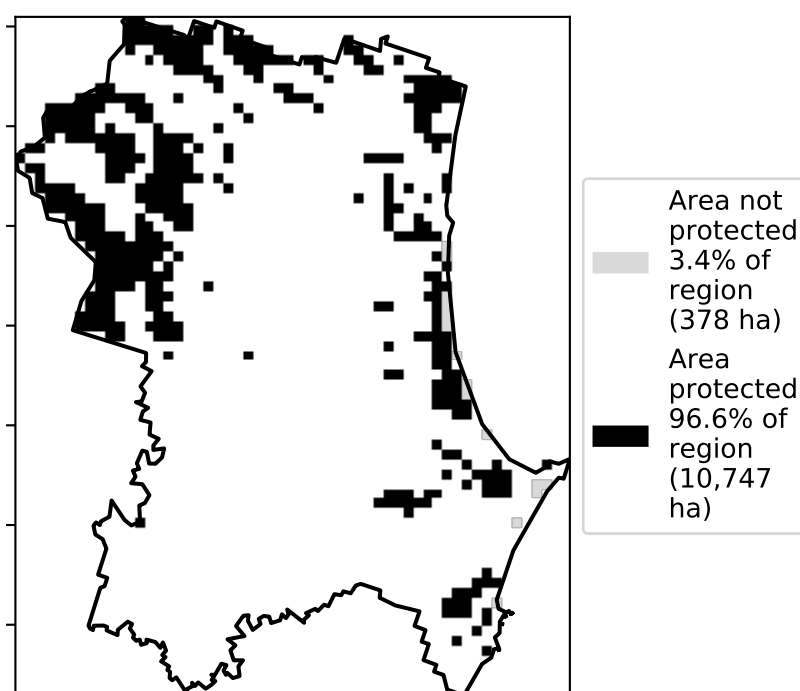 Area not
protected
3.4% of
region
(378 ha)
Area
protected
96.6% of
region
(10,747
ha)